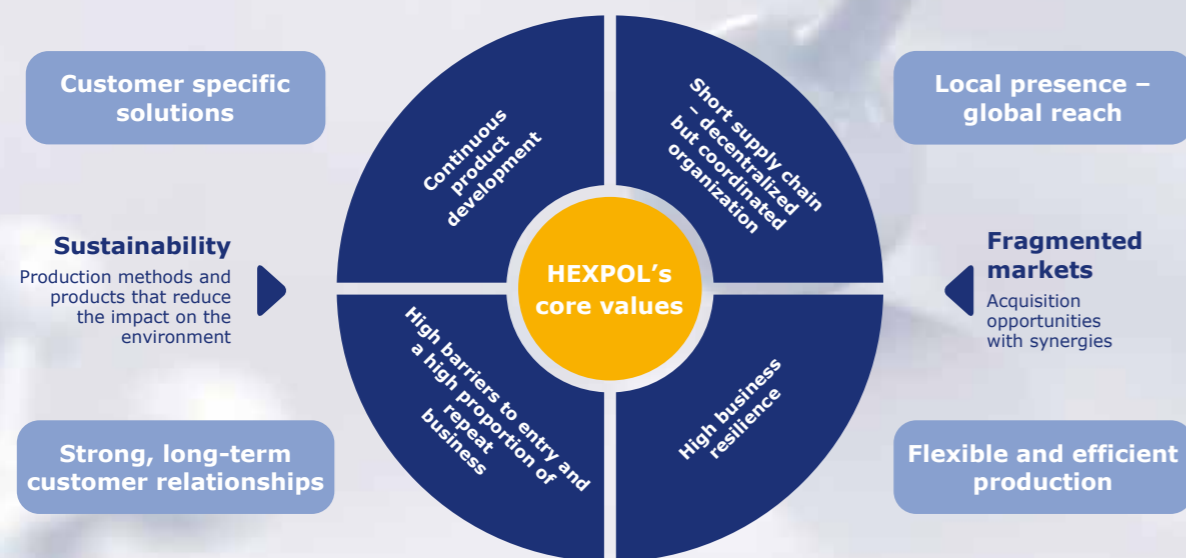 Customer specific
solutions
Continuous
product
development
Short supply chain
– decentralized
but coordinated
organization
Local presence –
global reach
Sustainability
Production methods and
products that reduce
the impact on the
environment
HEXPOL’s
core values
Fragmented
markets
Acquisition
opportunities
with synergies
Strong, long-term
customer relationships
High barriers to entry and
a high proportion of
repeat
business
High business
resilience
Flexible and efficient
production